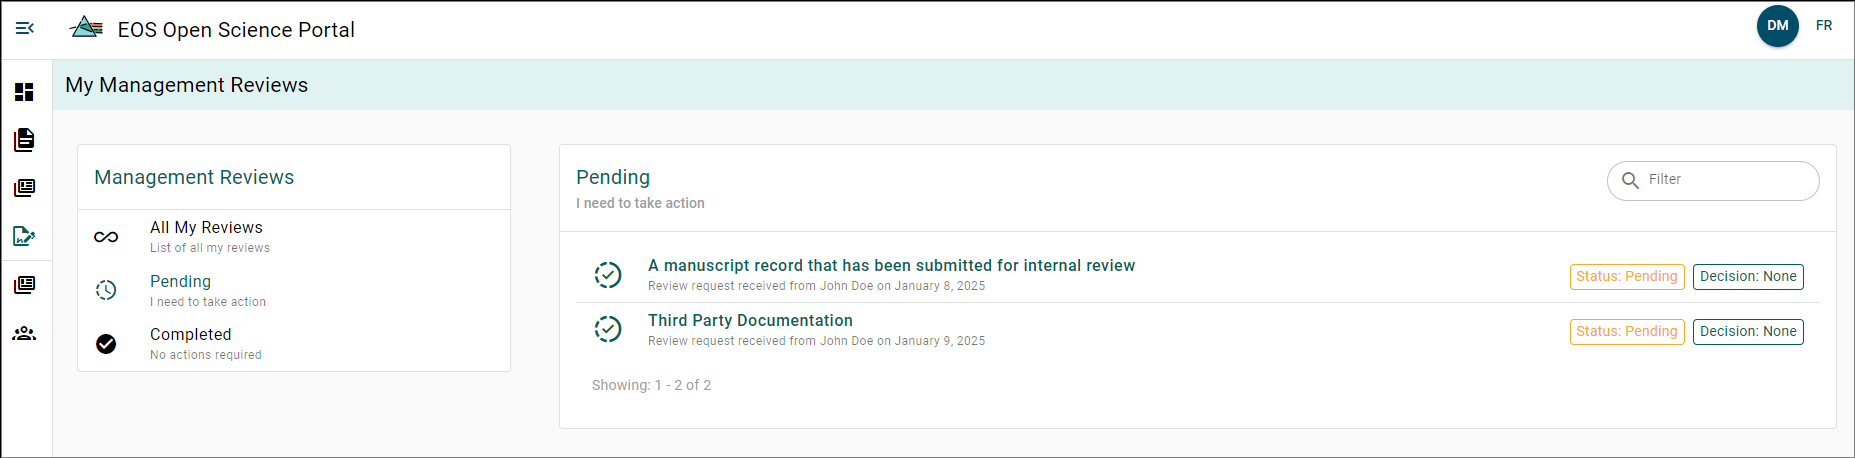 EOS Open Science Portal
DM
FR
My Management Reviews
Management Reviews
All My Reviews
List of all my reviews
Pending
I need to take action
Completed
No actions required
Pending
I need to take action
Filter
A manuscript record that has been submitted for internal review
Review request received from John Doe on January 8, 2025
Status: Pending
Decision: None
Third Party Documentation
Review request received from John Doe on January 9, 2025
Status: Pending
Decision: None
Showing: 1 - 2 of 2